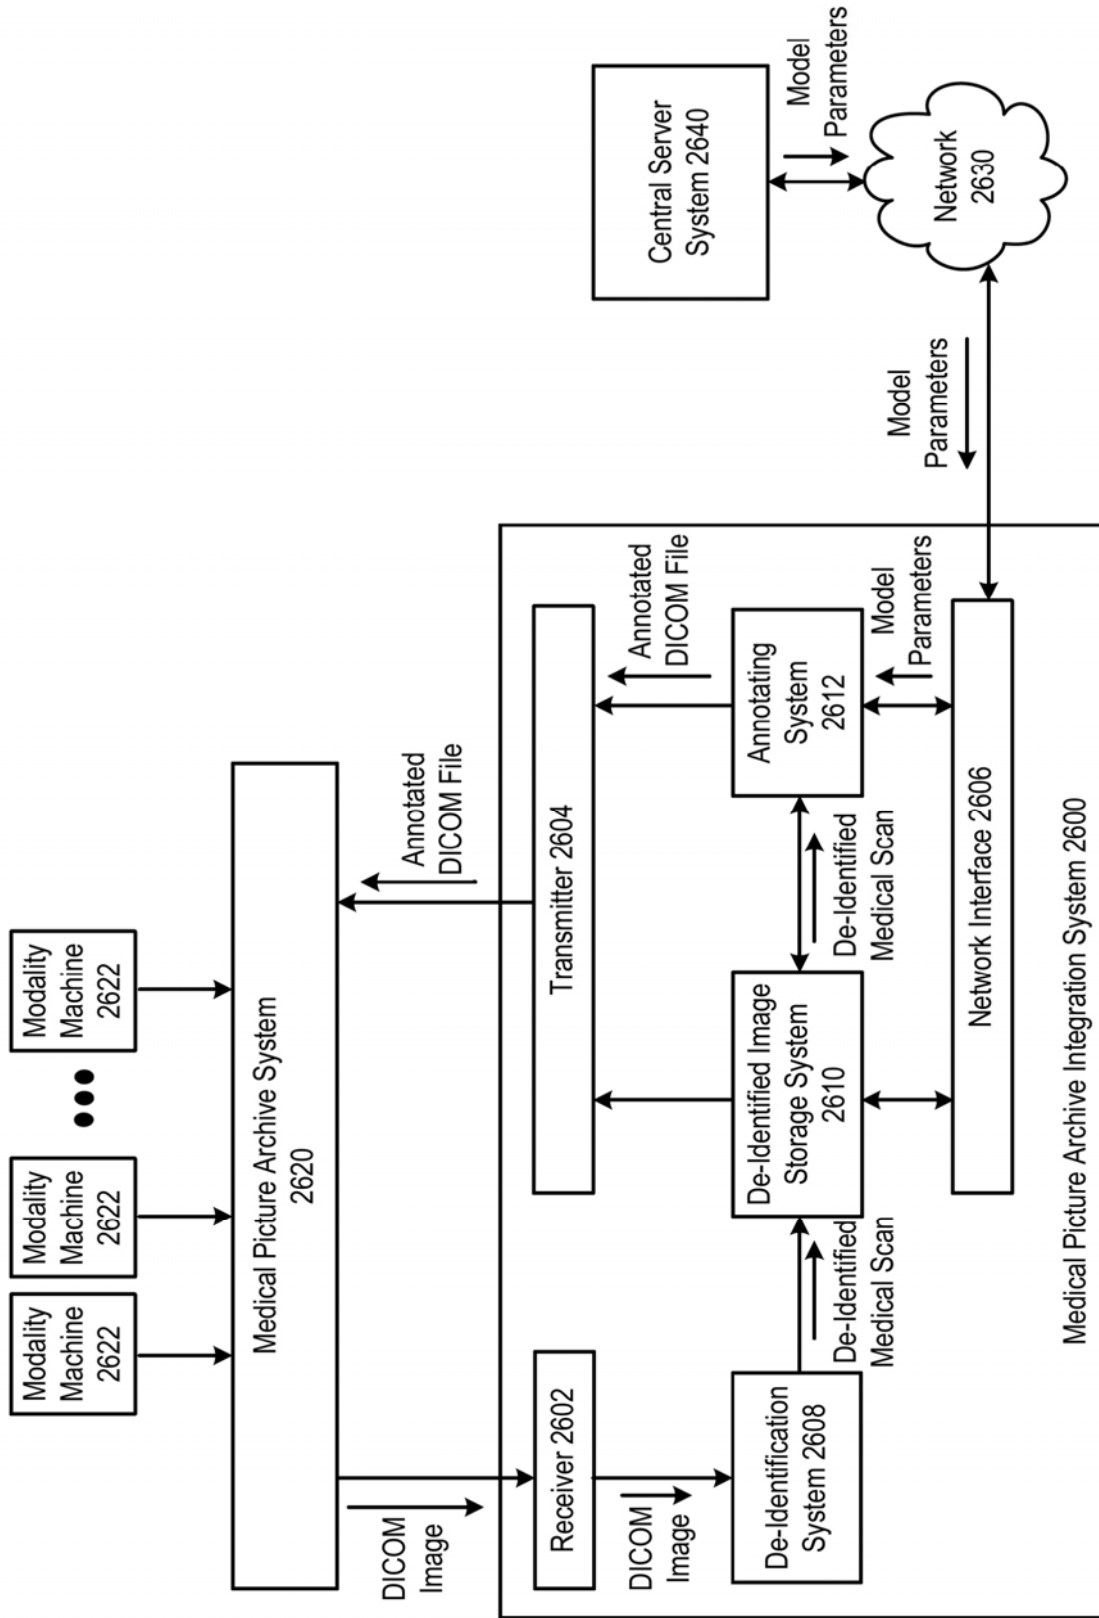 Modality
Machine
2622
Modality
Machine
2622
Modality
Machine
2622
Medical Picture Archive System
2620
DICOM
Image
Annotated
DICOM File
Receiver 2602
Transmitter 2604
DICOM
Image
Annotated
DICOM File
De-Identification
System 2608
De-Identified Image
Storage System
2610
Annotating
System
2612
De-Identified
Medical Scan
De-Identified
Medical Scan
Model
Parameters
Network Interface 2606
Medical Picture Archive Integration System 2600
Model
Parameters
Central Server
System 2640
Model
Parameters
Network
2630